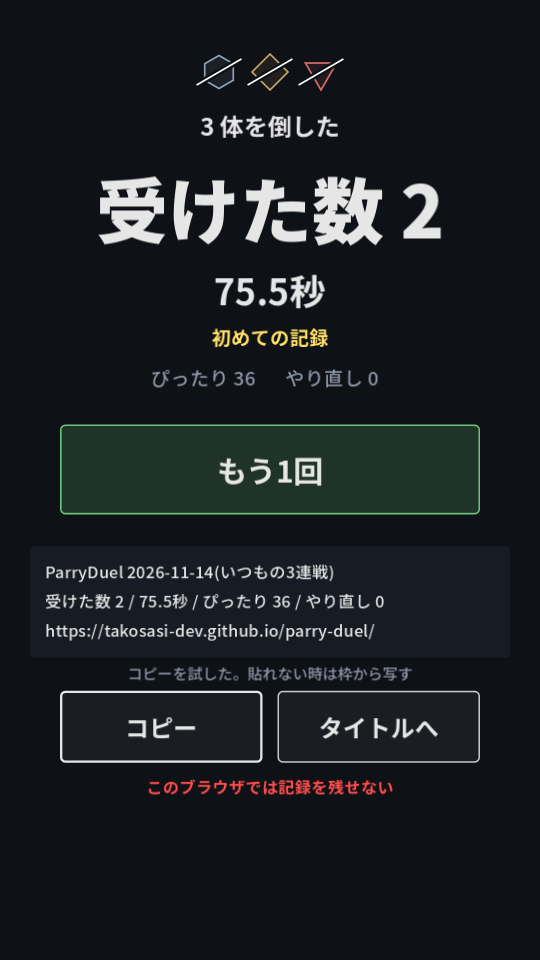 3 体を倒した
受けた数 2
75.5秒
初めての記録
ぴったり 36 やり直し 0
もう1回
ParryDuel 2026-11-14(いつもの3連戦)
受けた数 2 / 75.5秒 / ぴったり 36 / やり直し 0
https://takosasi-dev.github.io/parry-duel/
コピーを試した。貼れない時は枠から写す
コピー タイトルへ
このブラウザでは記録を残せない